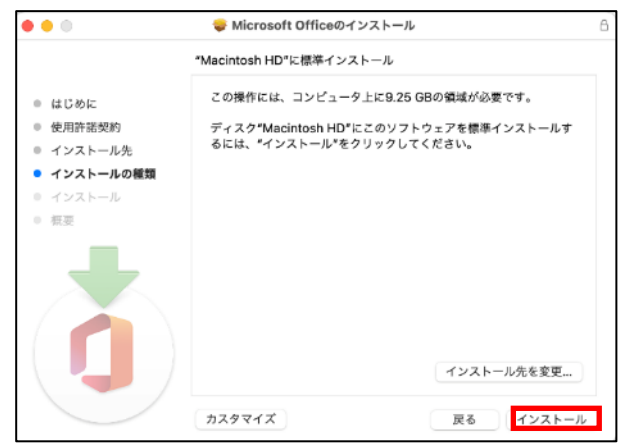 Microsoft Officeのインストール
"Macintosh HD"に標準インストール
はじめに
使用許諾契約
インストール先
インストールの種類
インストール
概要
この操作には、コンピュータ上に9.25 GBの領域が必要です。
ディスク"Macintosh HD"にこのソフトウェアを標準インストールす
るには、"インストール"をクリックしてください。
インストール先を変更...
カスタマイズ
戻る
インストール